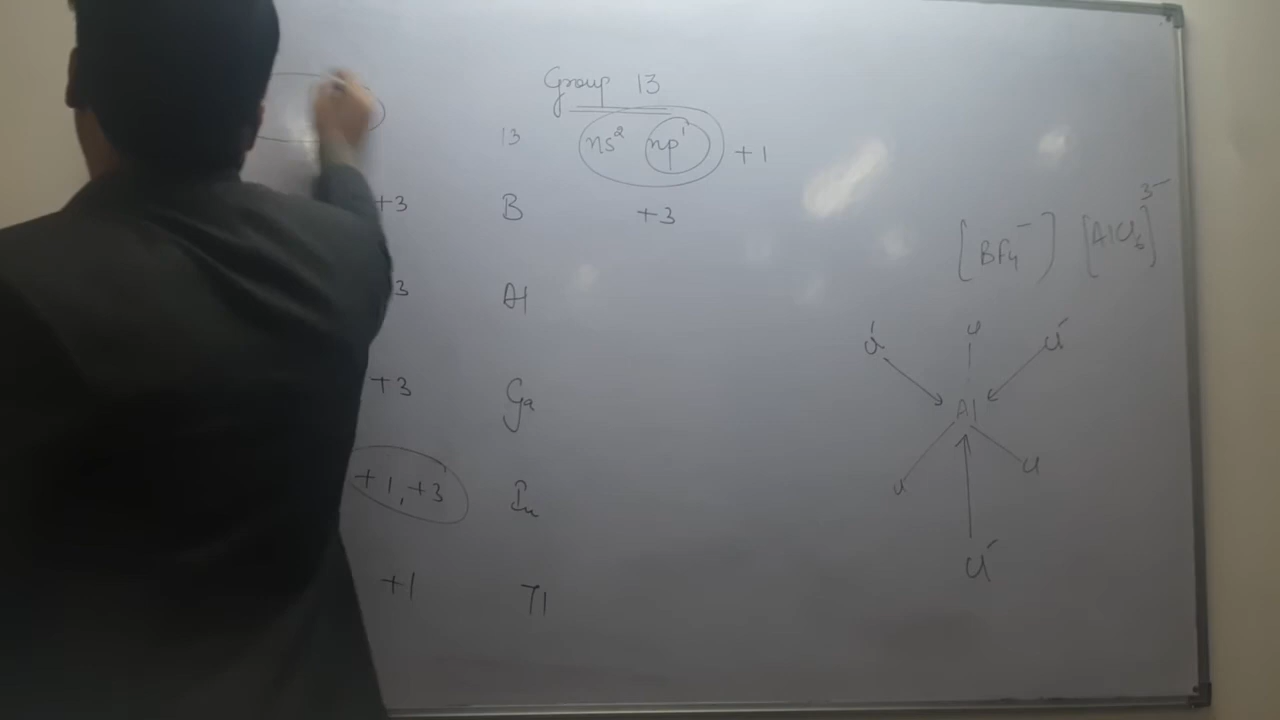 Group 13
13 ns² np¹ +1
+3 B +3
[BF4⁻] [AlCl6]³⁻
3 Al
Cl⁻ Cl Cl⁻
+3 Ga
Al
+1, +3 In
Cl Cl
+1 Tl
Cl⁻